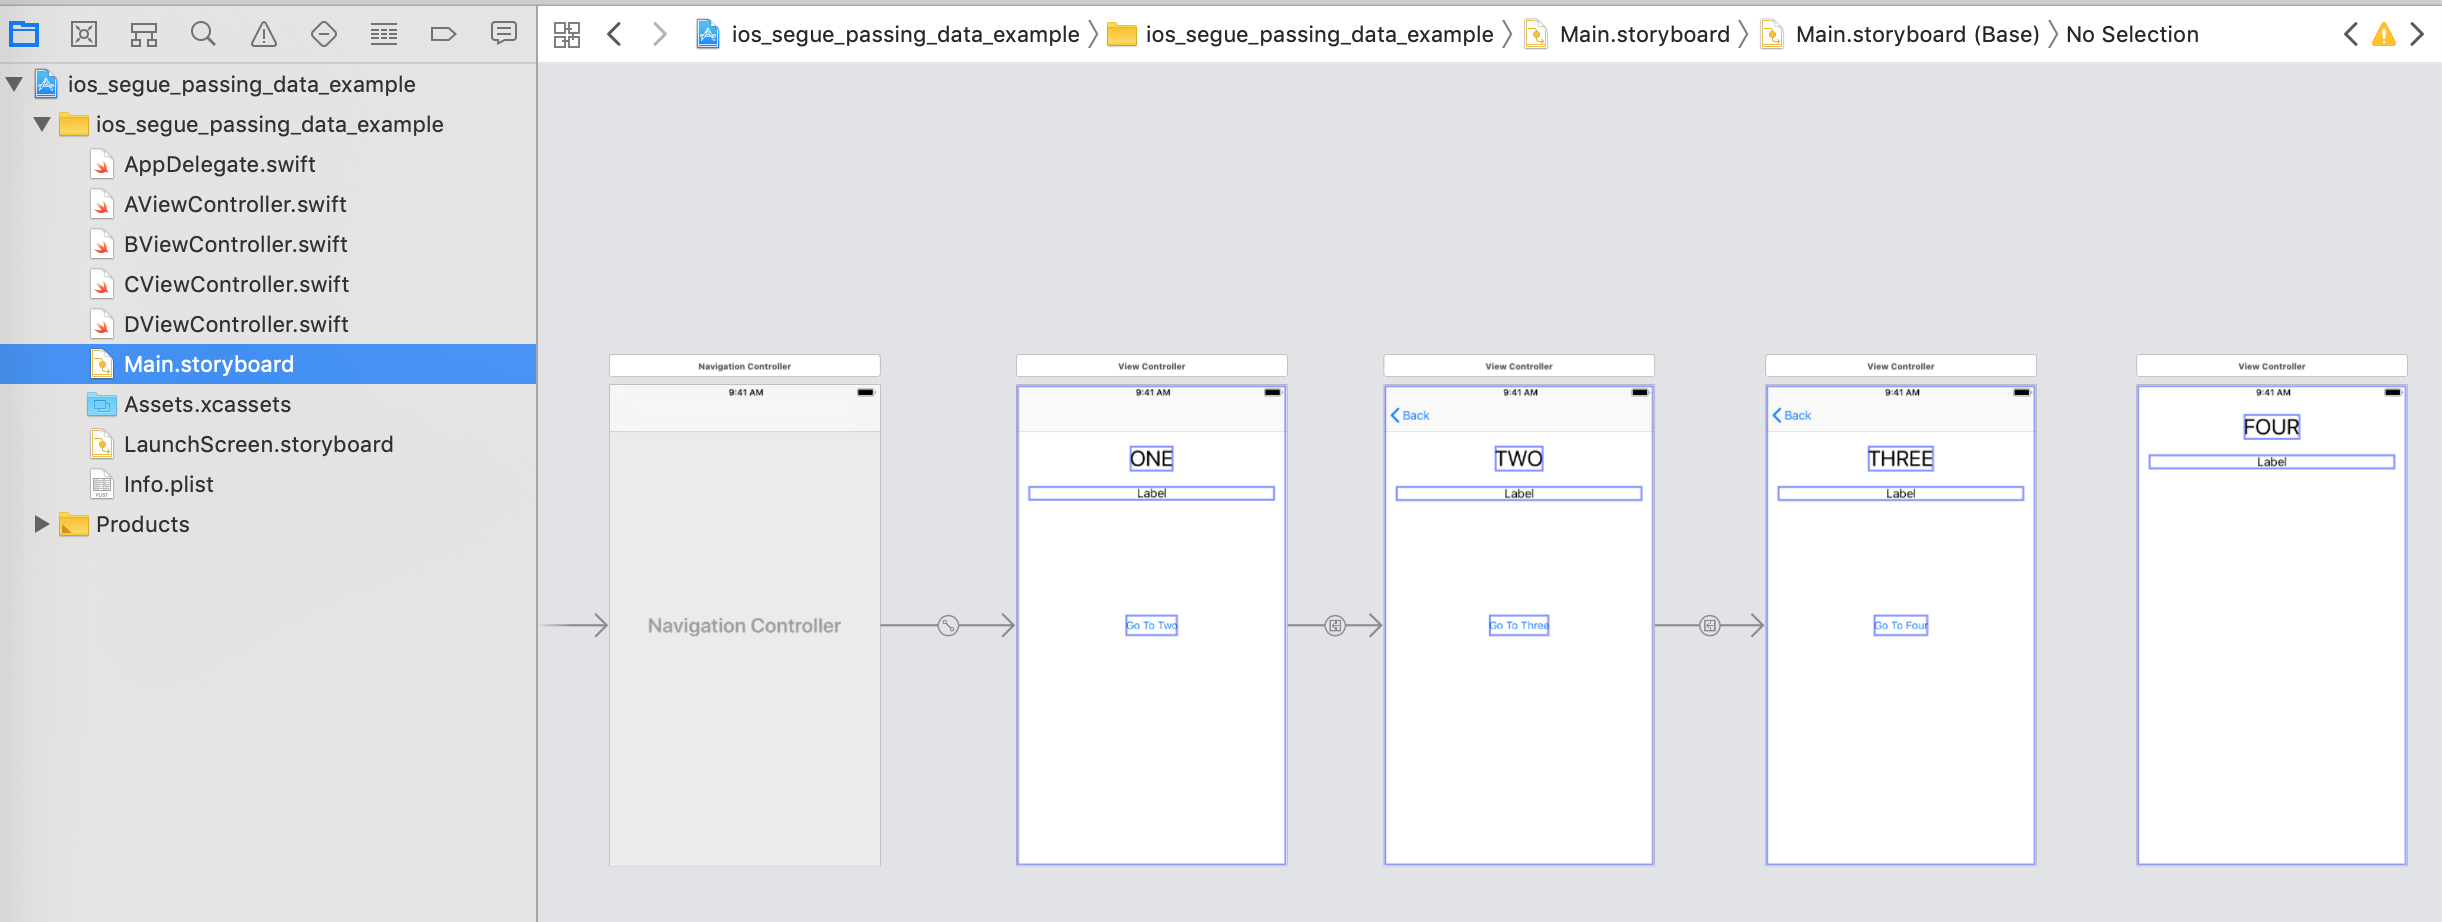 ios_segue_passing_data_example
ios_segue_passing_data_example
Main.storyboard
Main.storyboard (Base)
No Selection
ios_segue_passing_data_example
ios_segue_passing_data_example
AppDelegate.swift
AViewController.swift
BViewController.swift
CViewController.swift
DViewController.swift
Main.storyboard
Assets.xcassets
LaunchScreen.storyboard
Info.plist
Products
Navigation Controller
9:41 AM
Navigation Controller
View Controller
9:41 AM
ONE
Label
Go To Two
View Controller
9:41 AM
Back
TWO
Label
Go To Three
View Controller
9:41 AM
Back
THREE
Label
Go To Four
View Controller
9:41 AM
FOUR
Label